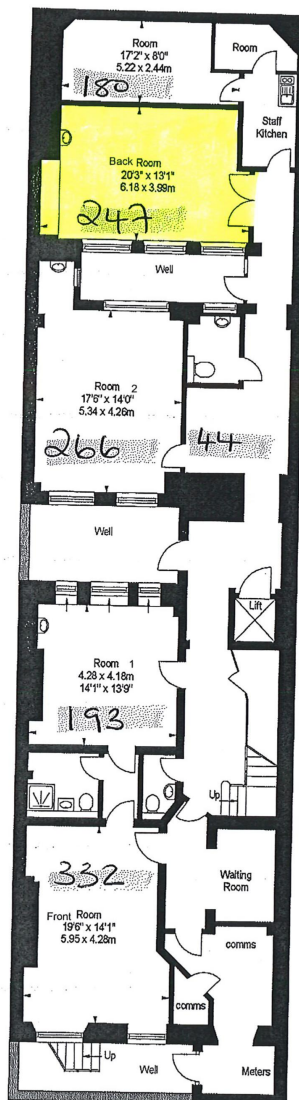 Room
17'2" x 8'0"
5.22 x 2.44m
180
Room
Staff
Kitchen
Back Room
20'3" x 13'1"
6.18 x 3.99m
247
Well
Room 2
17'6" x 14'0"
5.34 x 4.26m
266
44
Well
Lift
Room 1
4.28 x 4.18m
14'1" x 13'9"
193
Up
332
Front Room
19'6" x 14'1"
5.95 x 4.28m
Waiting
Room
comms
comms
Up
Well
Meters